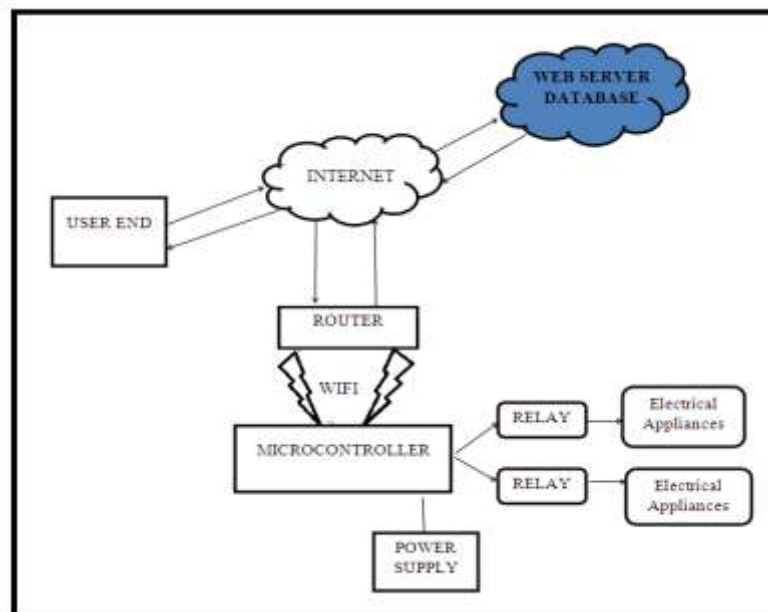 WEB SERVER
DATABASE
INTERNET
USER END
ROUTER
WIFI
MICROCONTROLLER
RELAY
Electrical
Appliances
RELAY
Electrical
Appliances
POWER
SUPPLY